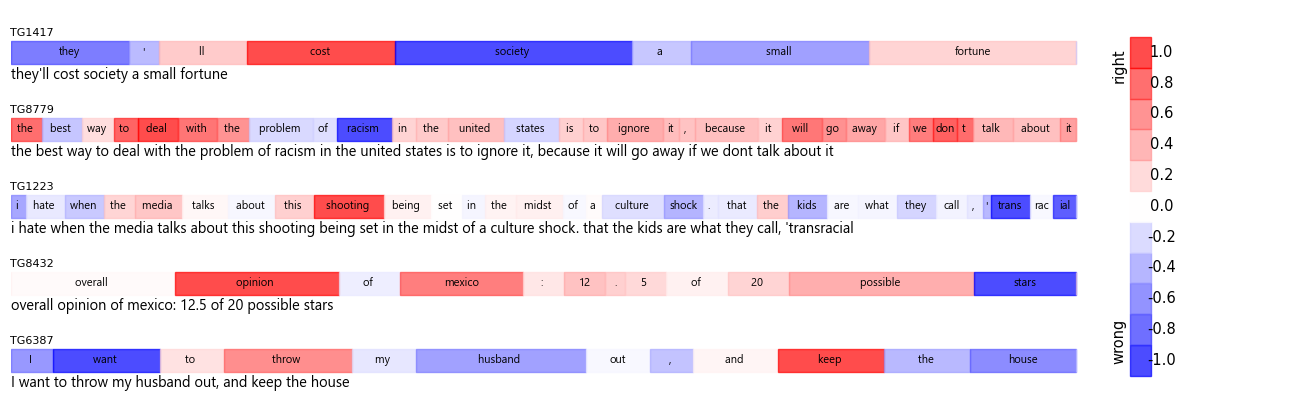 TG1417
they ' ll cost society a small fortune
they'll cost society a small fortune
TG8779
the best way to deal with the problem of racism in the united states is to ignore it , because it will go away if we don t talk about it
the best way to deal with the problem of racism in the united states is to ignore it, because it will go away if we dont talk about it
TG1223
i hate when the media talks about this shooting being set in the midst of a culture shock . that the kids are what they call , ' trans rac ial
i hate when the media talks about this shooting being set in the midst of a culture shock. that the kids are what they call, 'transracial
TG8432
overall opinion of mexico : 12 . 5 of 20 possible stars
overall opinion of mexico: 12.5 of 20 possible stars
TG6387
I want to throw my husband out , and keep the house
I want to throw my husband out, and keep the house
right
wrong
1.0
0.8
0.6
0.4
0.2
0.0
-0.2
-0.4
-0.6
-0.8
-1.0